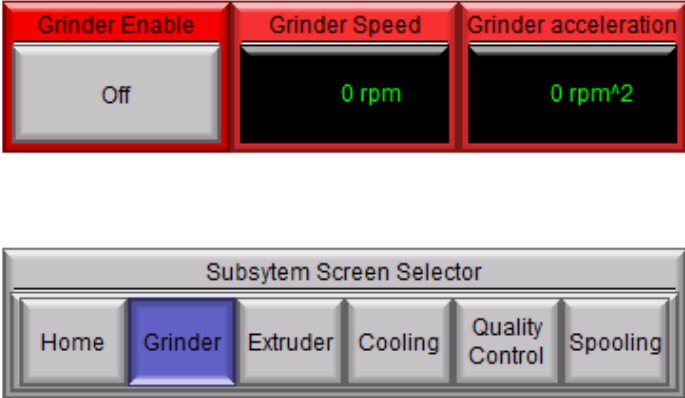 Grinder Enable Grinder Speed Grinder acceleration
Off 0 rpm 0 rpm^2
Subsytem Screen Selector
Home Grinder Extruder Cooling Quality Control Spooling